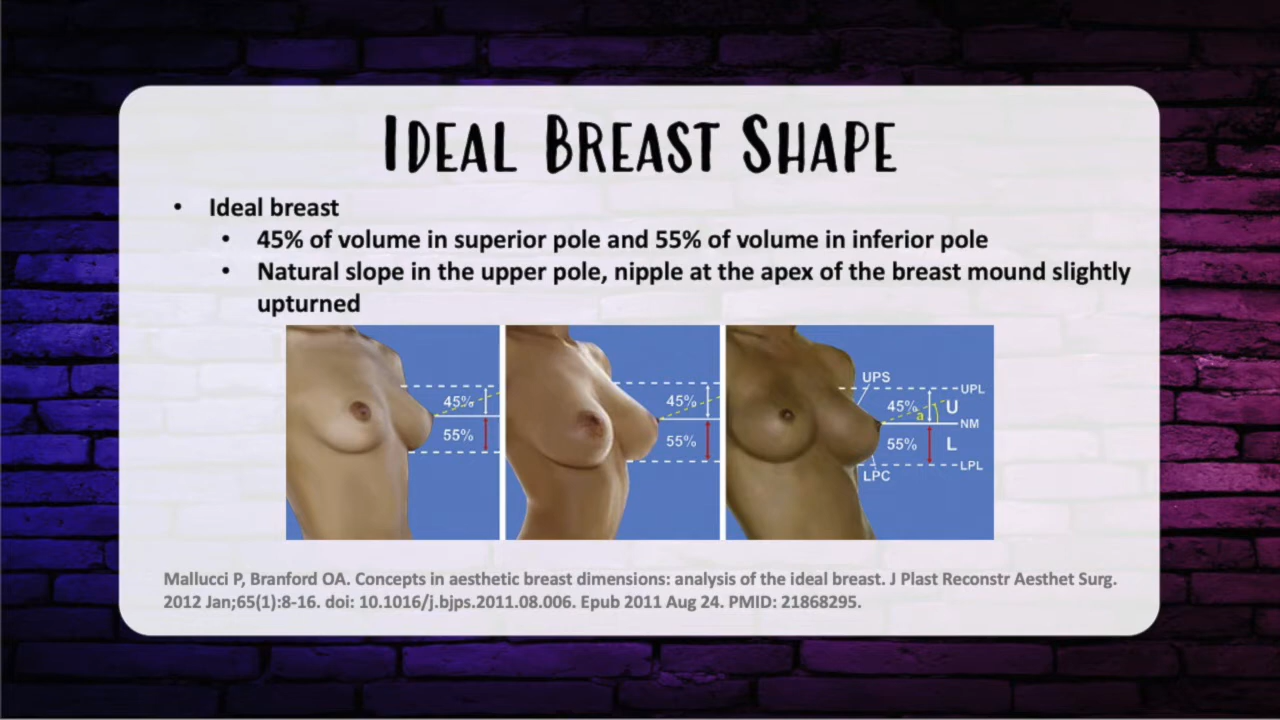 IDEAL BREAST SHAPE
• Ideal breast
• 45% of volume in superior pole and 55% of volume in inferior pole
• Natural slope in the upper pole, nipple at the apex of the breast mound slightly
upturned
45%
55%
45%
55%
UPS
UPL
45% a U
NM
55% L
LPL
LPC
Mallucci P, Branford OA. Concepts in aesthetic breast dimensions: analysis of the ideal breast. J Plast Reconstr Aesthet Surg.
2012 Jan;65(1):8-16. doi: 10.1016/j.bjps.2011.08.006. Epub 2011 Aug 24. PMID: 21868295.